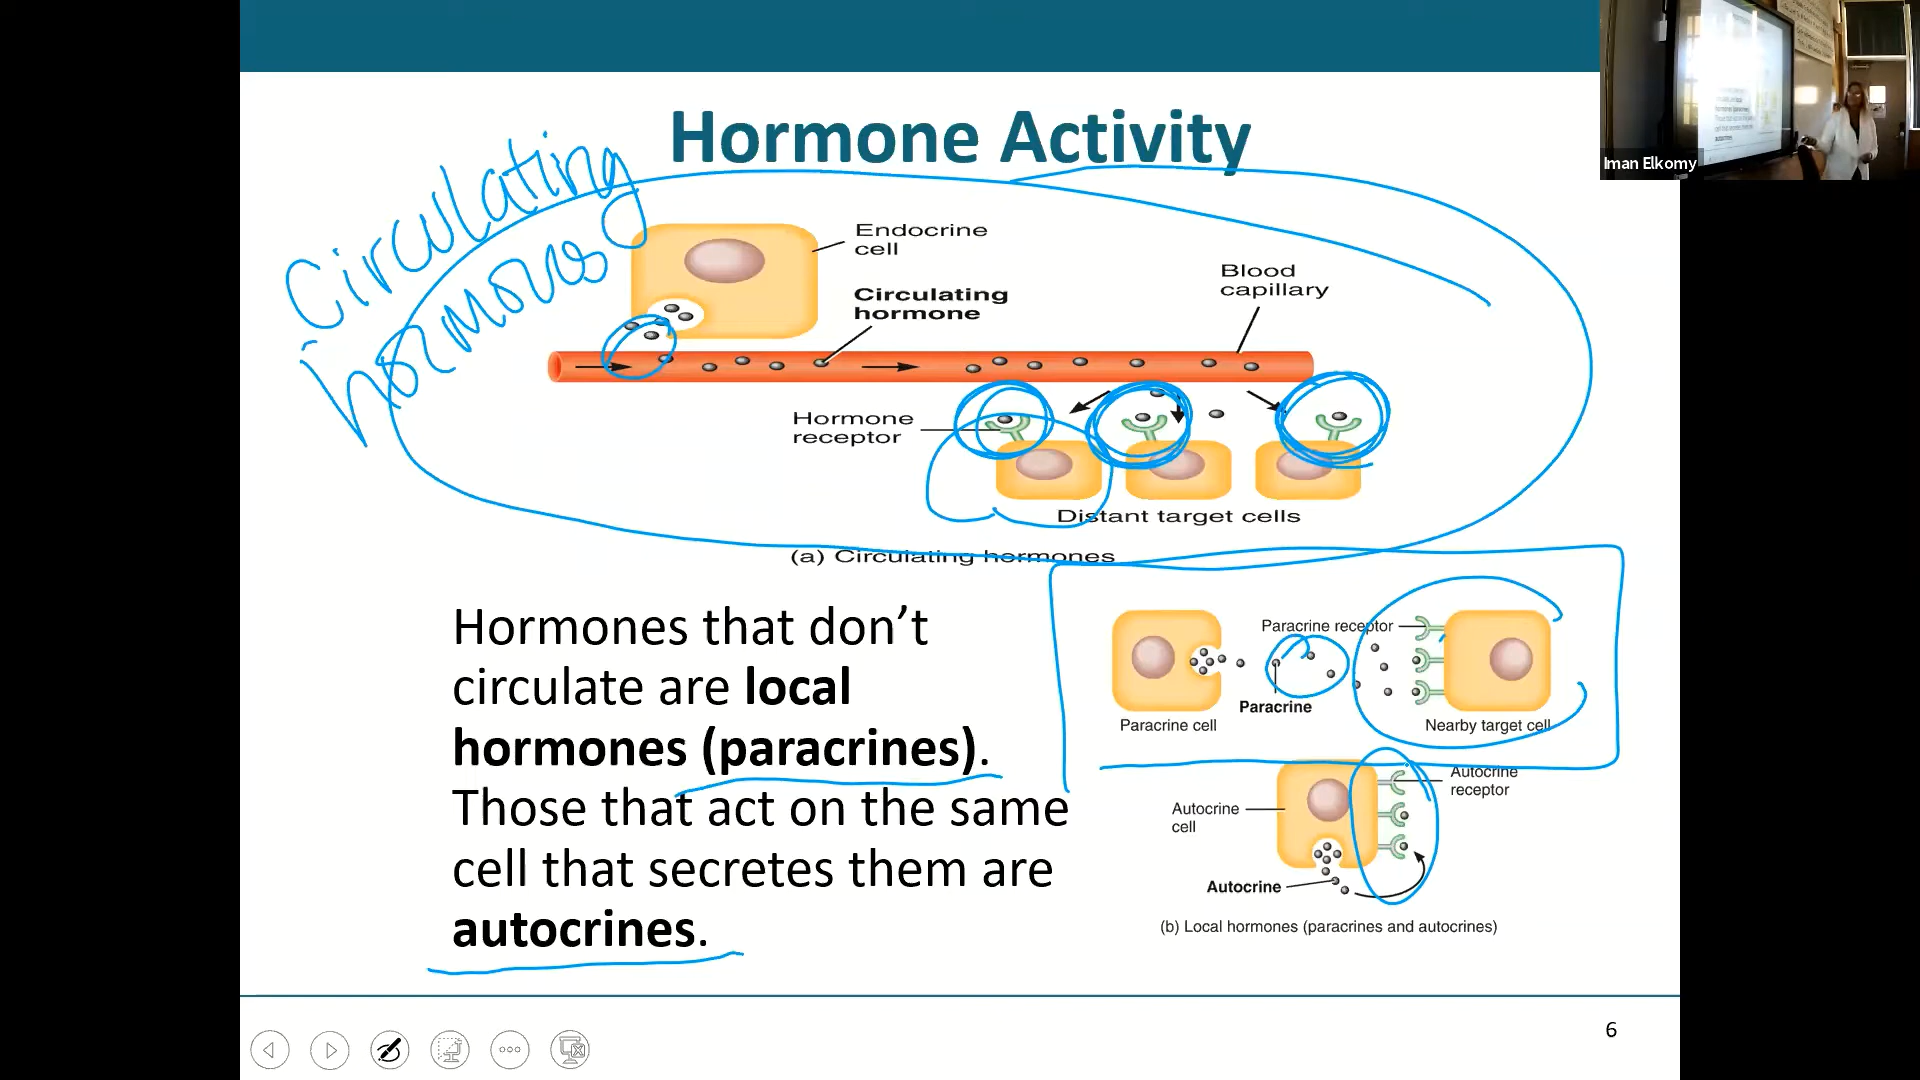 Hormone Activity
Iman Elkomy
Circulating
hormones
Endocrine
cell
Circulating
hormone
Blood
capillary
Hormone
receptor
Distant target cells
(a) Circulating hormones
Hormones that don’t
circulate are local
hormones (paracrines).
Those that act on the same
cell that secretes them are
autocrines.
Paracrine receptor
Paracrine
Paracrine cell
Nearby target cell
Autocrine
receptor
Autocrine
cell
Autocrine
(b) Local hormones (paracrines and autocrines)
6